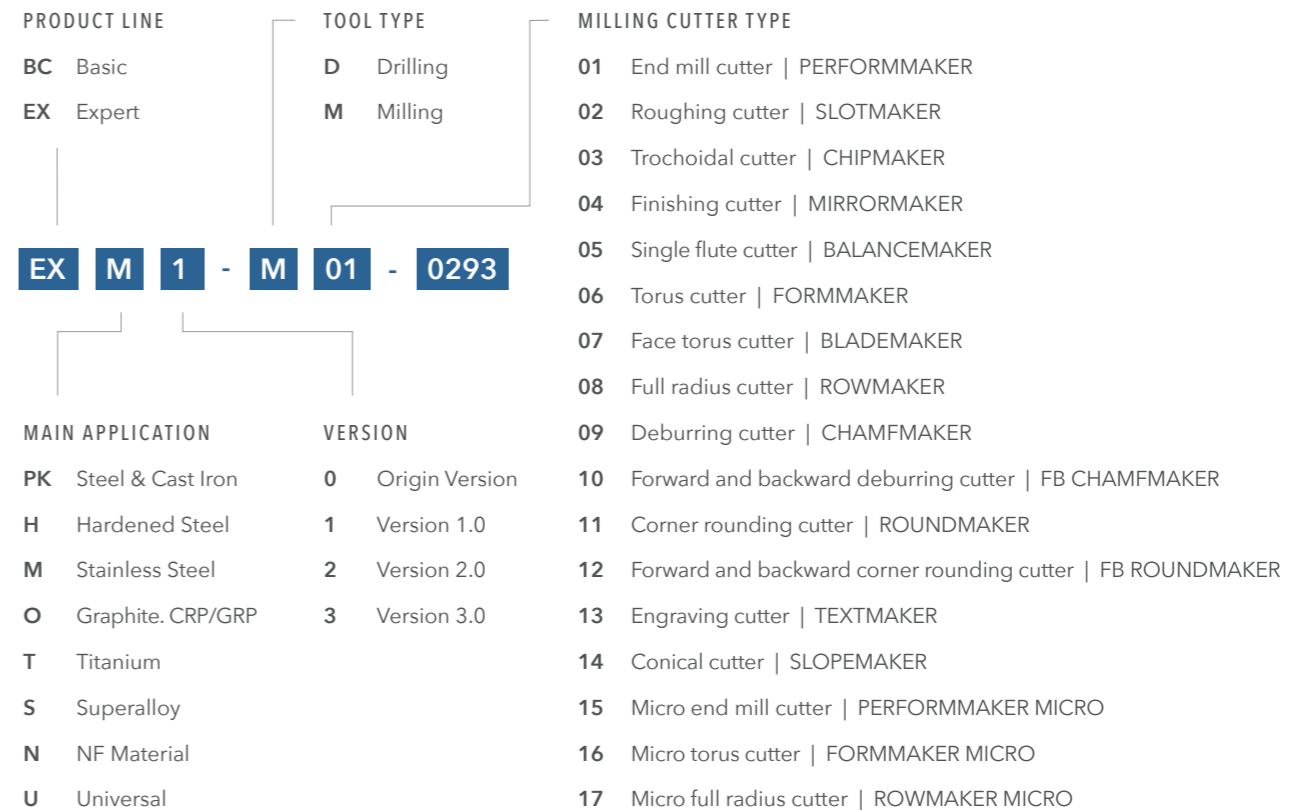 PRODUCT LINE
BC Basic
EX Expert
TOOL TYPE
D Drilling
M Milling
EX M 1 - M 01 - 0293
MAIN APPLICATION
PK Steel & Cast Iron
H Hardened Steel
M Stainless Steel
O Graphite. CRP/GRP
T Titanium
S Superalloy
N NF Material
U Universal
VERSION
0 Origin Version
1 Version 1.0
2 Version 2.0
3 Version 3.0
MILLING CUTTER TYPE
01 End mill cutter | PERFORMMAKER
02 Roughing cutter | SLOTMAKER
03 Trochoidal cutter | CHIPMAKER
04 Finishing cutter | MIRRORMAKER
05 Single flute cutter | BALANCEMAKER
06 Torus cutter | FORMMAKER
07 Face torus cutter | BLADEMAKER
08 Full radius cutter | ROWMAKER
09 Deburring cutter | CHAMFMAKER
10 Forward and backward deburring cutter | FB CHAMFMAKER
11 Corner rounding cutter | ROUNDMAKER
12 Forward and backward corner rounding cutter | FB ROUNDMAKER
13 Engraving cutter | TEXTMAKER
14 Conical cutter | SLOPEMAKER
15 Micro end mill cutter | PERFORMMAKER MICRO
16 Micro torus cutter | FORMMAKER MICRO
17 Micro full radius cutter | ROWMAKER MICRO